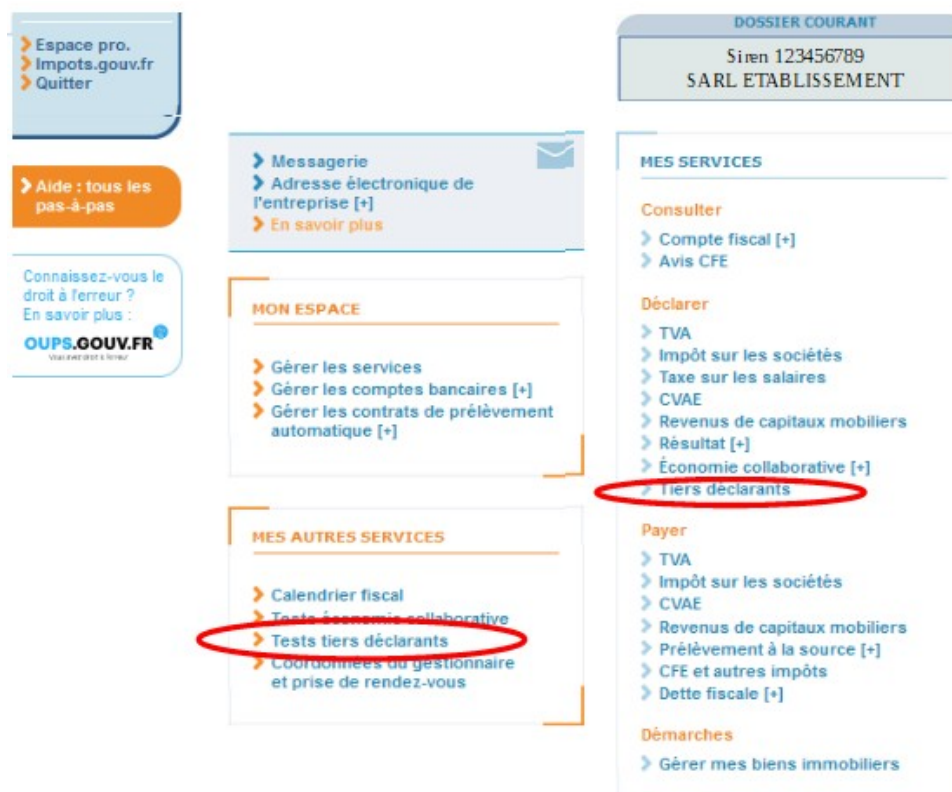 Espace pro.
Impots.gouv.fr
Quitter
Aide : tous les
pas-à-pas
Connaissez-vous le
droit à l'erreur ?
En savoir plus :
OUPS.GOUV.FR
Vous avez droit à l'erreur
Messagerie
Adresse électronique de
l'entreprise [+]
En savoir plus
MON ESPACE
Gérer les services
Gérer les comptes bancaires [+]
Gérer les contrats de prélèvement
automatique [+]
MES AUTRES SERVICES
Calendrier fiscal
Tests économie collaborative
Tests tiers déclarants
Coordonnées du gestionnaire
et prise de rendez-vous
DOSSIER COURANT
Siren 123456789
SARL ETABLISSEMENT
MES SERVICES
Consulter
Compte fiscal [+]
Avis CFE
Déclarer
TVA
Impôt sur les sociétés
Taxe sur les salaires
CVAE
Revenus de capitaux mobiliers
Résultat [+]
Économie collaborative [+]
Tiers déclarants
Payer
TVA
Impôt sur les sociétés
CVAE
Revenus de capitaux mobiliers
Prélèvement à la source [+]
CFE et autres impôts
Dette fiscale [+]
Démarches
Gérer mes biens immobiliers